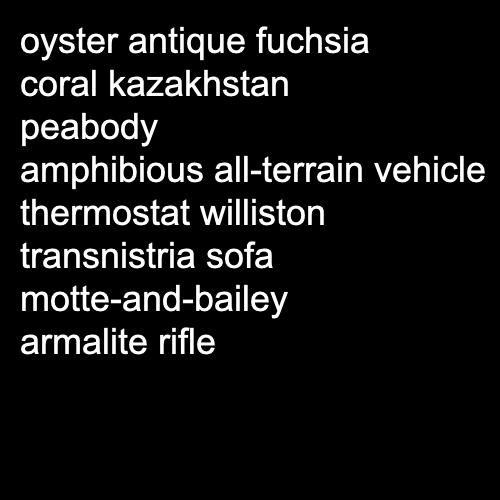 oyster antique fuchsia
coral kazakhstan
peabody
amphibious all-terrain vehicle
thermostat williston
transnistria sofa
motte-and-bailey
armalite rifle